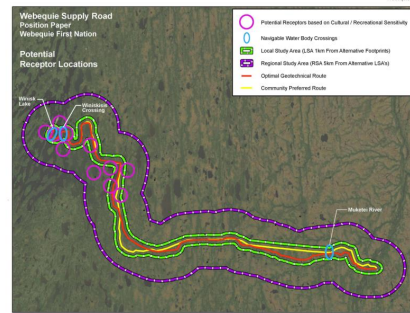 Webequie Supply Road
Position Paper
Webequie First Nation
Potential
Receptor Locations
Potential Receptors based on Cultural / Recreational Sensitivity
Navigable Water Body Crossings
Local Study Area (LSA 1km From Alternative Footprints)
Regional Study Area (RSA 5km From Alternative LSA's)
Optimal Geotechnical Route
Community Preferred Route
Winisk
Lake
Winiskisis
Crossing
Muketei River